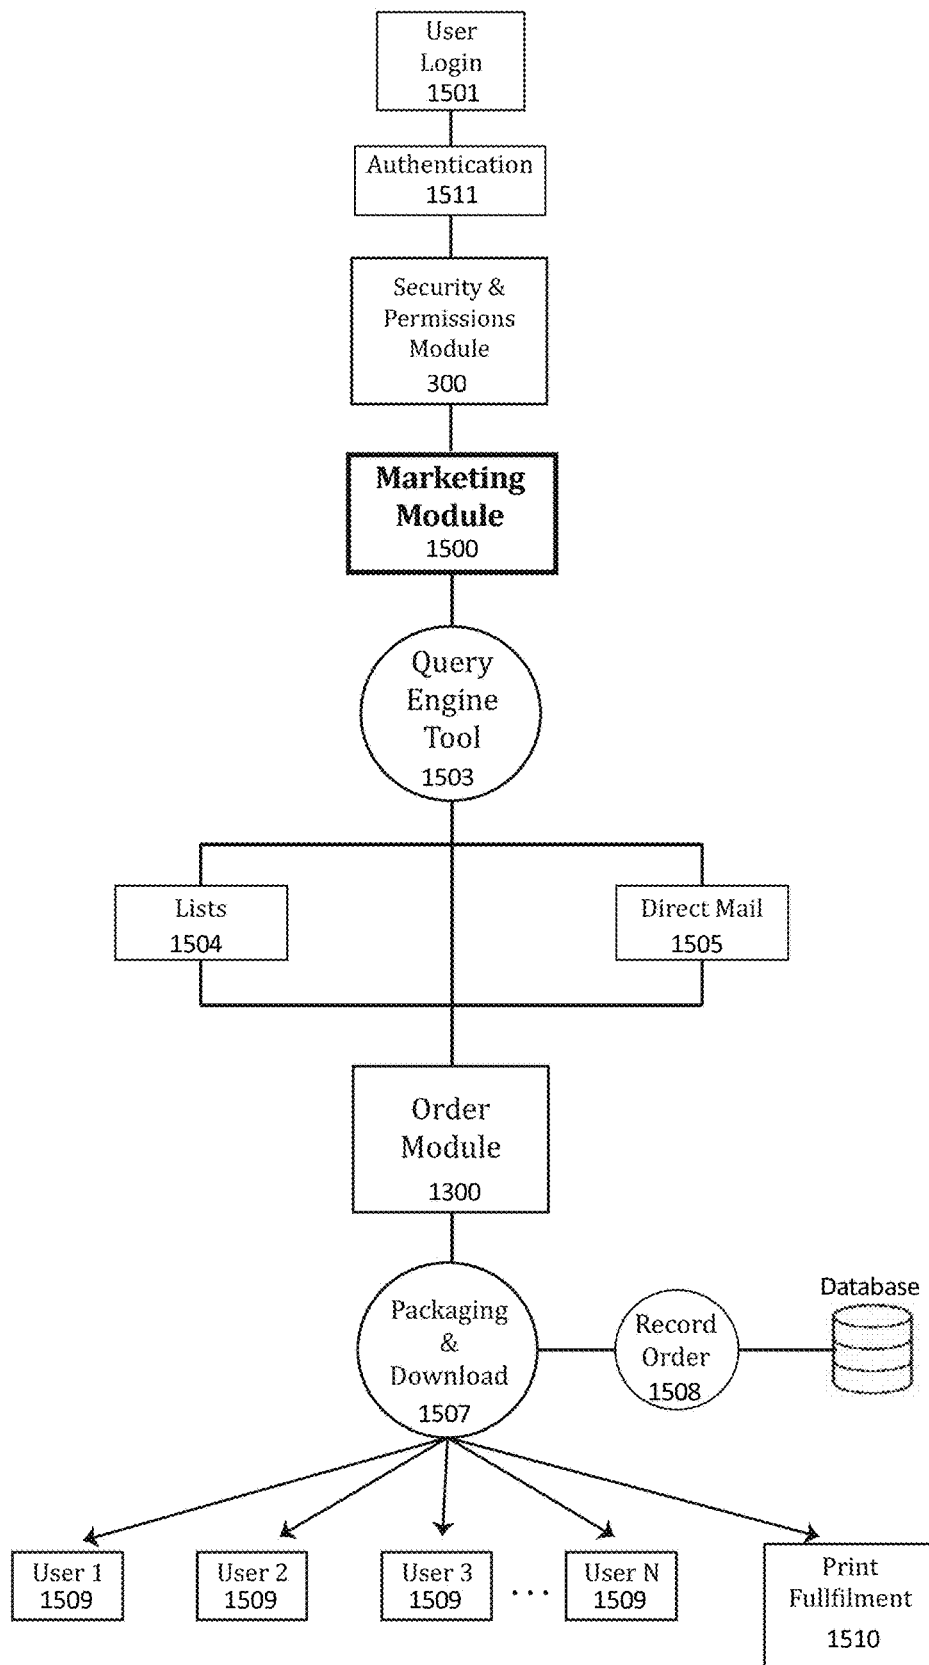 User
Login
1501
Authentication
1511
Security &
Permissions
Module
300
Marketing
Module
1500
Query
Engine
Tool
1503
Lists
1504
Direct Mail
1505
Order
Module
1300
Packaging
&
Download
1507
Record
Order
1508
Database
User 1
1509
User 2
1509
User 3
1509
...
User N
1509
Print
Fullfilment
1510